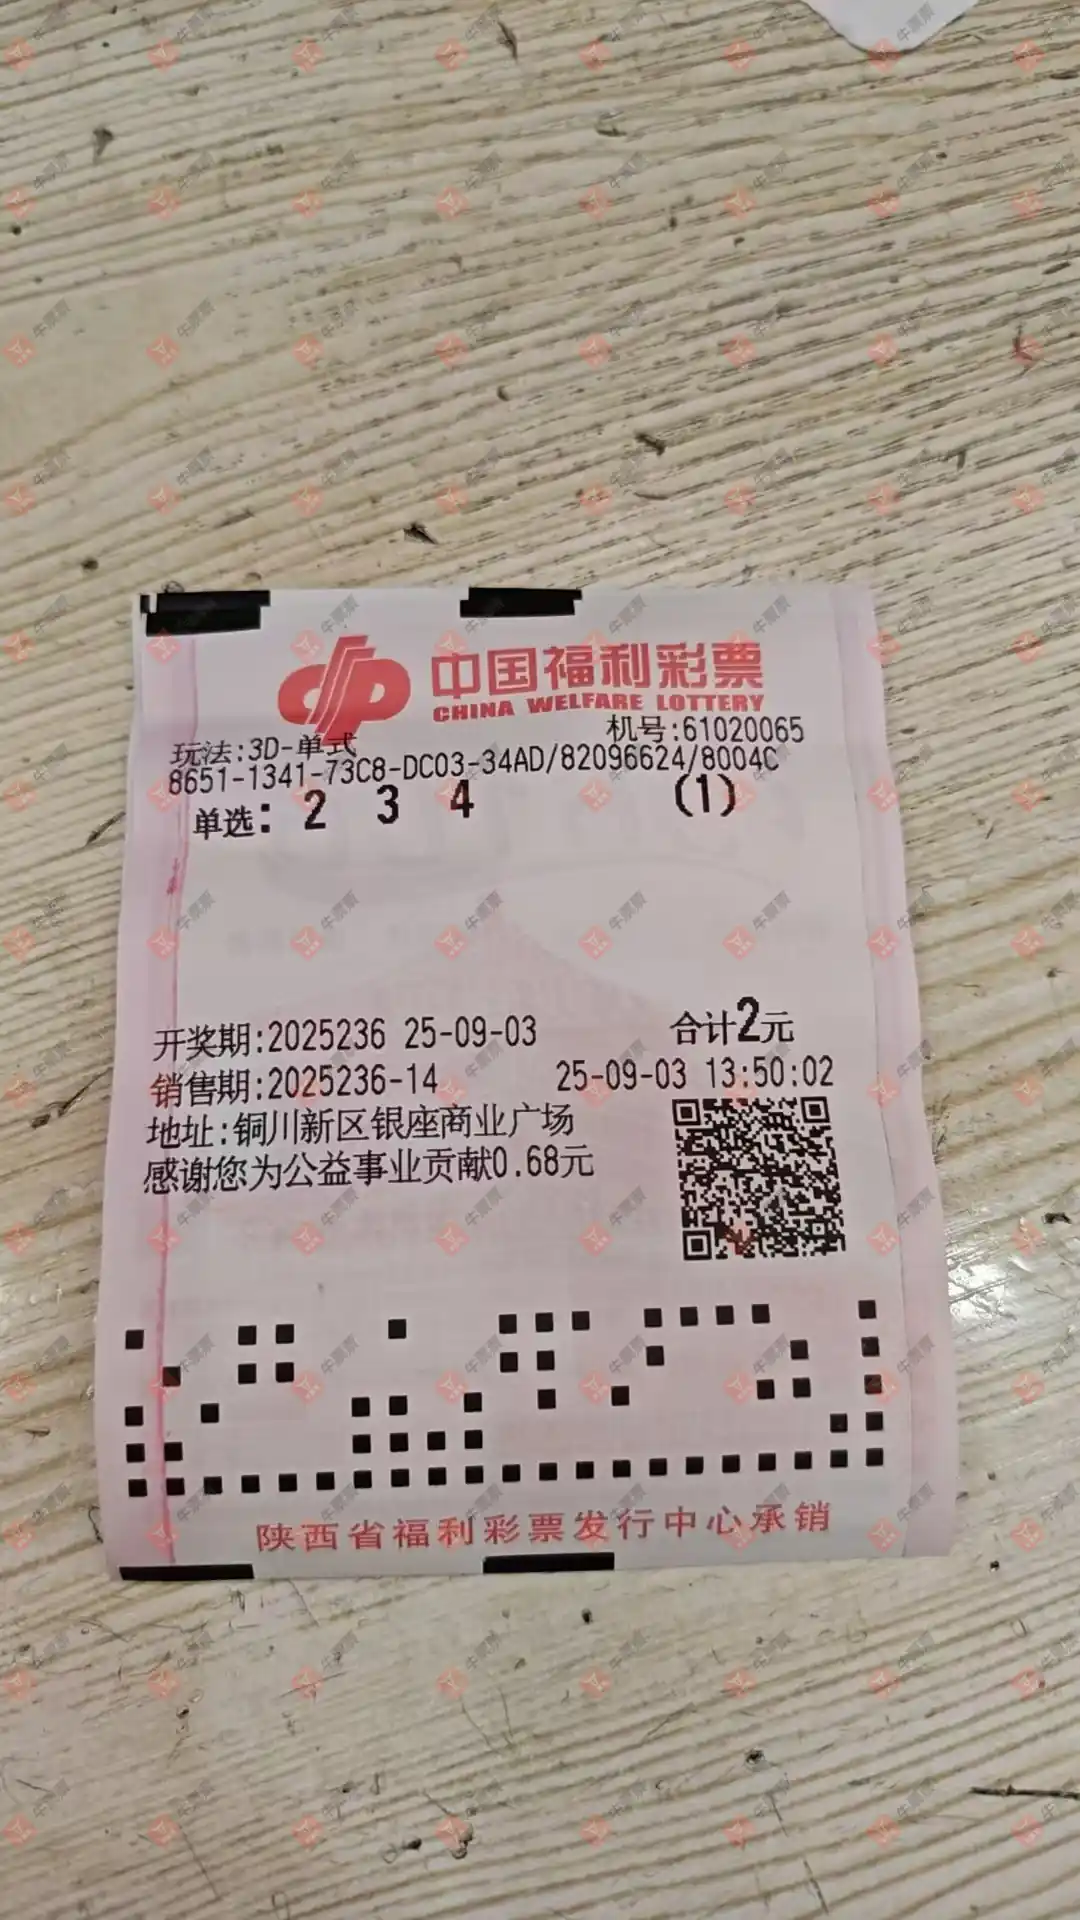 中国福利彩票
CHINA WELFARE LOTTERY
机号:61020065
玩法:3D-单式
8651-1341-73C8-DC03-34AD/82096624/8004C
单选: 2 3 4 (1)
开奖期:2025236 25-09-03 合计2元
销售期:2025236-14 25-09-03 13:50:02
地址:铜川新区银座商业广场
感谢您为公益事业贡献0.68元
陕西省福利彩票发行中心承销
牛票票